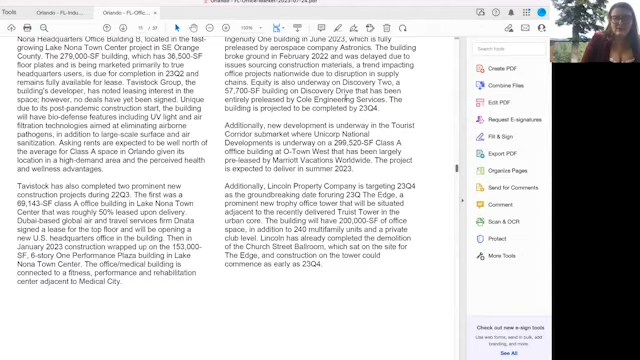 Orlando - FL-Office-Market-2023-07-24.pdf
Tools
Orlando - FL-Indu...
Orlando - FL-Offic...
Nona Headquarters Office Building B, located in the fast-
growing Lake Nona Town Center project in SE Orange
County. The 279,000-SF building, which has 36,500-SF
floor plates and is being marketed primarily to true
headquarters users, is due for completion in 23Q2 and
remains fully available for lease. Tavistock Group, the
building's developer, has noted leasing interest in the
space; however, no deals have yet been signed. Unique
due to its post-pandemic construction start, the building
will have bio-defense features including UV light and air
filtration technologies aimed at eliminating airborne
pathogens, in addition to large-scale surface and air
sanitization. Asking rents are expected to be well north of
the average for Class A space in Orlando given its
location in a high-demand area and the perceived health
and wellness advantages.
Tavistock has also completed two prominent new
construction projects during 22Q3. The first was a
69,143-SF class A office building in Lake Nona Town
Center that was roughly 50% leased upon delivery.
Dubai-based global air and travel services firm Dnata
signed a lease for the top floor and will be opening a
new U.S. headquarters office in the building. Then in
January 2023 construction wrapped up on the 153,000-
SF, 6-story One Performance Plaza building in Lake
Nona Town Center. The office/medical building is
connected to a fitness, performance and rehabilitation
center adjacent to Medical City.
Ingenuity One building in June 2023, which is fully
preleased by aerospace company Astronics. The building
broke ground in February 2022 and was delayed due to
issues sourcing construction materials, a trend impacting
office projects nationwide due to disruption in supply
chains. Equity is also underway on Discovery Two, a
57,700-SF building on Discovery Drive that has been
entirely preleased by Cole Engineering Services. The
building is projected to be completed by 23Q4.
Additionally, new development is underway in the Tourist
Corridor submarket where Unicorp National
Developments is underway on a 299,520-SF Class A
office building at O-Town West that has been largely
pre-leased by Marriott Vacations Worldwide. The project
is expected to deliver in summer 2023.
Additionally, Lincoln Property Company is targeting 23Q4
as the groundbreaking date foruring 23Q The Edge, a
prominent new trophy office tower that will be situated
adjacent to the recently delivered Truist Tower in the
urban core. The building will have 200,000-SF of office
space, in addition to 240 multifamily units and a private
club level. Lincoln has already completed the demolition
of the Church Street Ballroom, which sat on the site for
The Edge, and construction on the tower could
commence as early as 23Q4.
Search tools
Create PDF
Combine Files
Request E-signatures
Fill & Sign
Export PDF
Organize Pages
Send for Comments
Comment
Scan & OCR
Protect
More Tools
Check out new e-sign tools